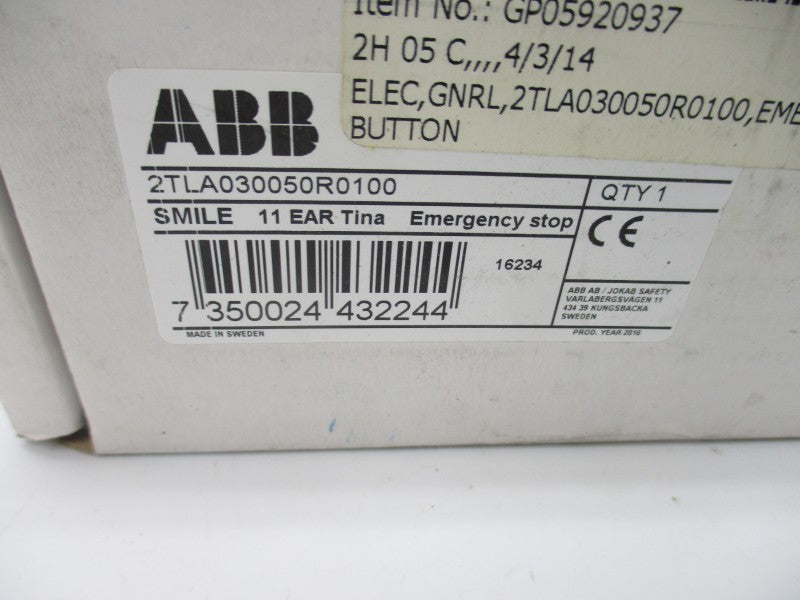 Item No.: GP05920937
2H 05 C,,,,4/3/14
ELEC,GNRL,2TLA030050R0100,EME
BUTTON
ABB
2TLA030050R0100
QTY 1
SMILE 11 EAR Tina Emergency stop
CE
16234
7 350024 432244
ABB AB / JOKAB SAFETY
VARLABERGSVAGEN 11
434 39 KUNGSBACKA
SWEDEN
MADE IN SWEDEN
PROD. YEAR 2016